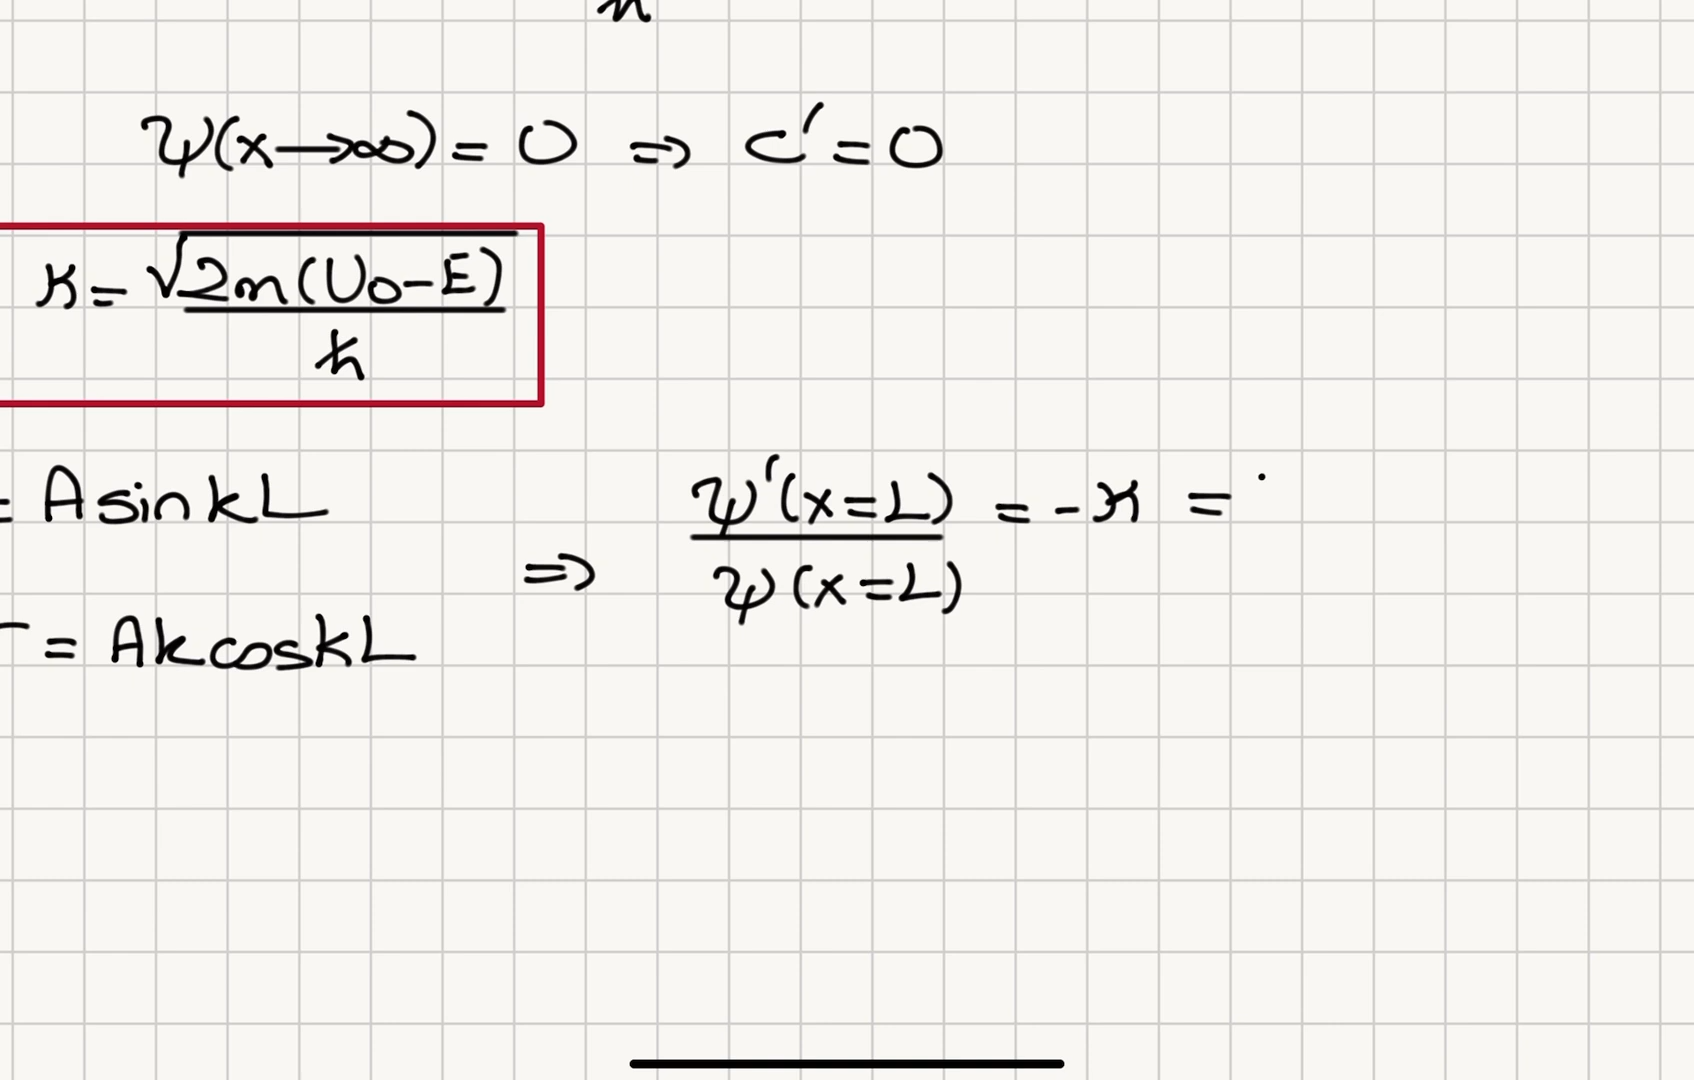 ψ(x→∞) = 0 ⇒ C' = 0
κ = √2m(U₀-E) / ħ
= A sin kL
ψ'(x=L) / ψ(x=L) = -κ =
⇒
= Ak cos kL